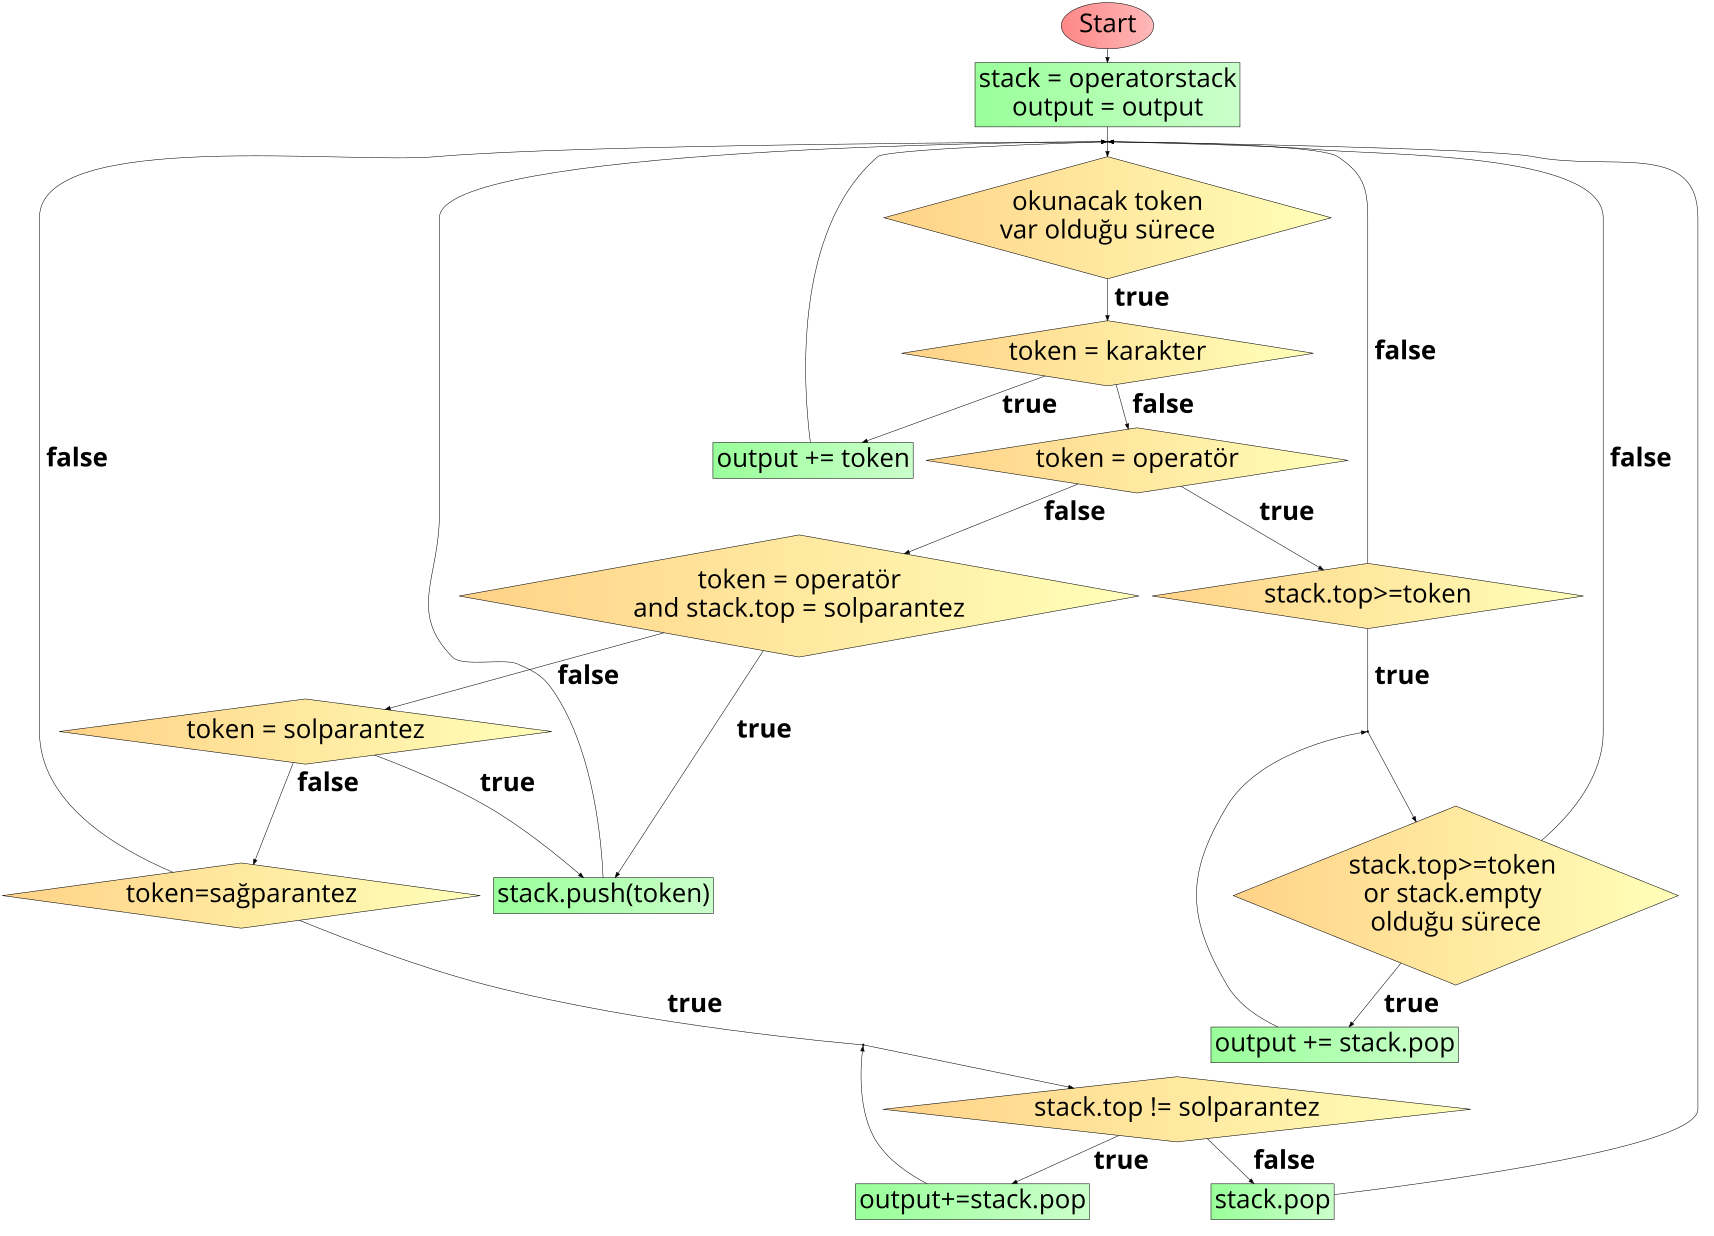 Start
stack = operatorstack
output = output
okunacak token
var olduğu sürece
true
token = karakter
true
false
output += token
token = operatör
false
true
false
false
false
token = operatör
and stack.top = solparantez
stack.top>=token
false
true
true
token = solparantez
false
true
token=sağparantez
stack.push(token)
stack.top>=token
or stack.empty
olduğu sürece
true
true
output += stack.pop
stack.top != solparantez
true
false
output+=stack.pop
stack.pop